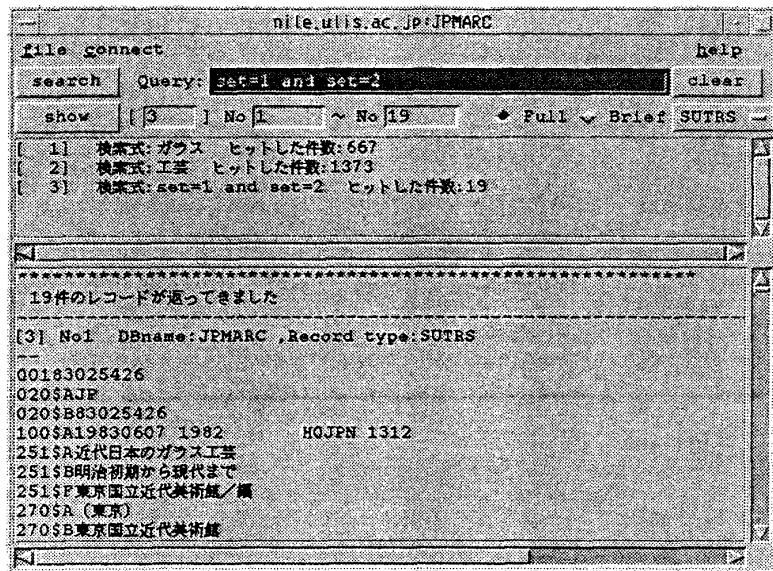 nile.ulis.ac.jp:JPMARC
file connect help
search Query: set=1 and set=2 clear
show [ 3 ] No 1 ~ No 19 Full Brief SUTRS
[ 1] 検索式:ガラス ヒットした件数:667
[ 2] 検索式:工芸 ヒットした件数:1373
[ 3] 検索式:set=1 and set=2 ヒットした件数:19
************************************************************
19件のレコードが返ってきました
------------------------------------------------------------
[3] No1 DBname:JPMARC ,Record type:SUTRS
--
00183025426
020$AJP
020$B83025426
100$A19830607 1982 HQJPN 1312
251$A近代日本のガラス工芸
251$B明治初期から現代まで
251$F東京国立近代美術館/編
270$A (東京)
270$B東京国立近代美術館